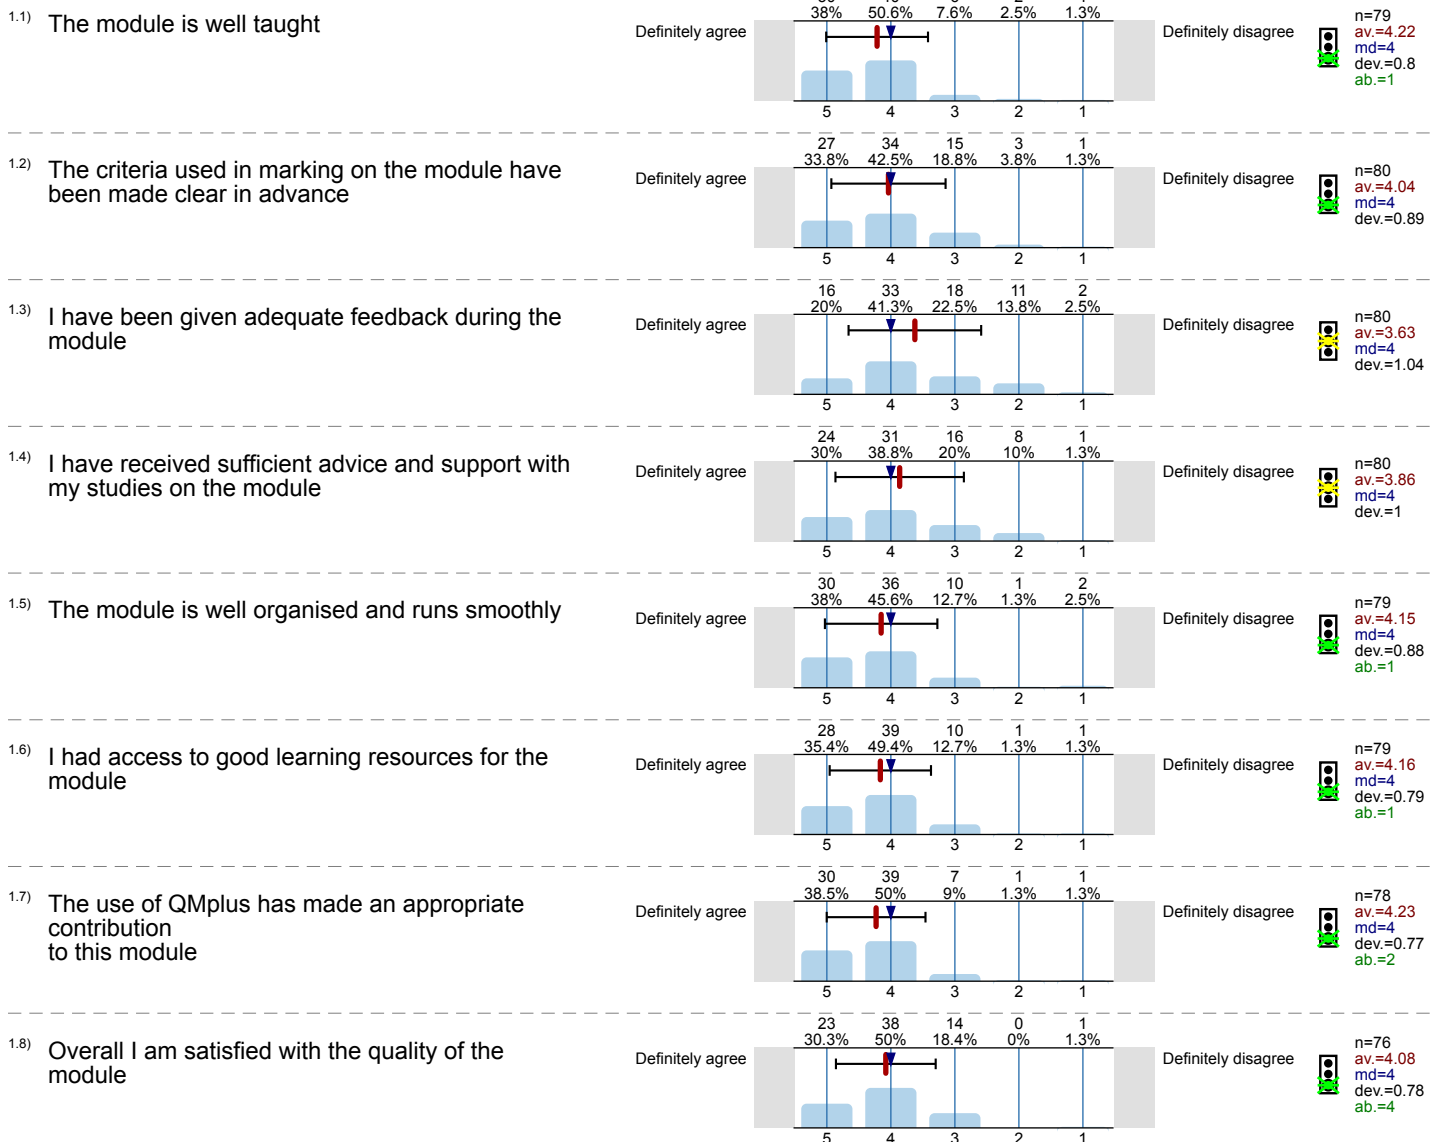 1.1) The module is well taught
38% 50.6% 7.6% 2.5% 1.3%
Definitely agree Definitely disagree
5 4 3 2 1
n=79
av.=4.22
md=4
dev.=0.8
ab.=1
1.2) The criteria used in marking on the module have
been made clear in advance
27 34 15 3 1
33.8% 42.5% 18.8% 3.8% 1.3%
Definitely agree Definitely disagree
5 4 3 2 1
n=80
av.=4.04
md=4
dev.=0.89
1.3) I have been given adequate feedback during the
module
16 33 18 11 2
20% 41.3% 22.5% 13.8% 2.5%
Definitely agree Definitely disagree
5 4 3 2 1
n=80
av.=3.63
md=4
dev.=1.04
1.4) I have received sufficient advice and support with
my studies on the module
24 31 16 8 1
30% 38.8% 20% 10% 1.3%
Definitely agree Definitely disagree
5 4 3 2 1
n=80
av.=3.86
md=4
dev.=1
1.5) The module is well organised and runs smoothly
30 36 10 1 2
38% 45.6% 12.7% 1.3% 2.5%
Definitely agree Definitely disagree
5 4 3 2 1
n=79
av.=4.15
md=4
dev.=0.88
ab.=1
1.6) I had access to good learning resources for the
module
28 39 10 1 1
35.4% 49.4% 12.7% 1.3% 1.3%
Definitely agree Definitely disagree
5 4 3 2 1
n=79
av.=4.16
md=4
dev.=0.79
ab.=1
1.7) The use of QMplus has made an appropriate
contribution
to this module
30 39 7 1 1
38.5% 50% 9% 1.3% 1.3%
Definitely agree Definitely disagree
5 4 3 2 1
n=78
av.=4.23
md=4
dev.=0.77
ab.=2
1.8) Overall I am satisfied with the quality of the
module
23 38 14 0 1
30.3% 50% 18.4% 0% 1.3%
Definitely agree Definitely disagree
5 4 3 2 1
n=76
av.=4.08
md=4
dev.=0.78
ab.=4